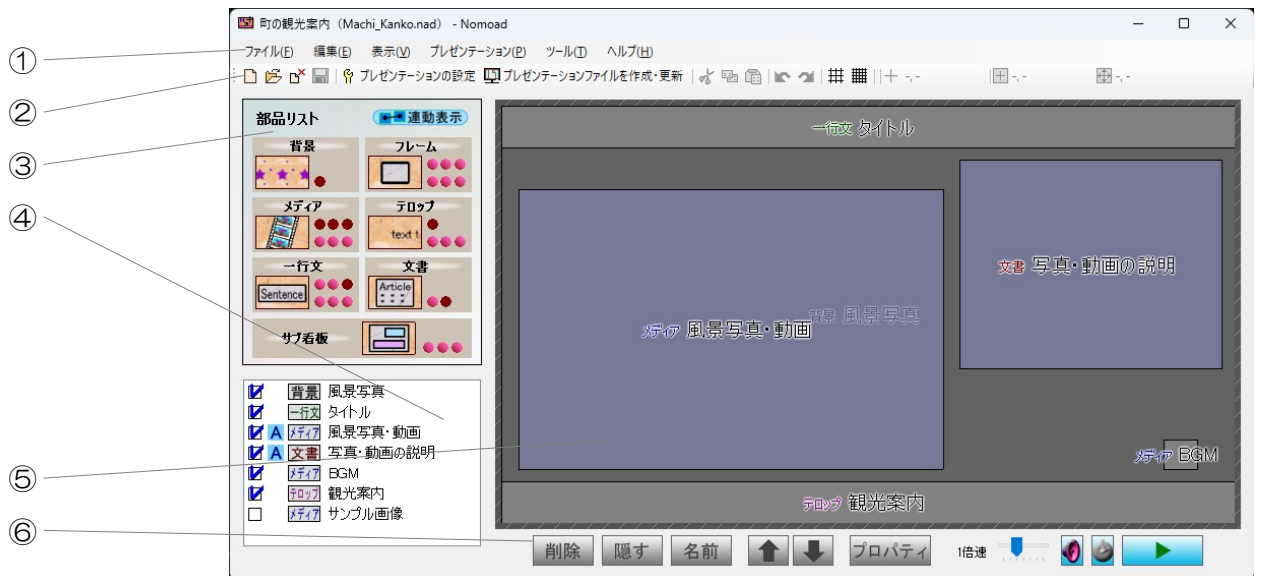 町の観光案内（Machi_Kanko.nad） - Nomoad
① ファイル(F) 編集(E) 表示(V) プレゼンテーション(P) ツール(T) ヘルプ(H)
② プレゼンテーションの設定 プレゼンテーションファイルを作成・更新 -,- -,- -,-
③ 部品リスト 連動表示
背景 フレーム
メディア テロップ
text t
一行文 文書
Sentence Article
サブ看板
④
背景 風景写真
一行文 タイトル
A メディア 風景写真・動画
A 文書 写真・動画の説明
メディア BGM
テロップ 観光案内
メディア サンプル画像
⑤
⑥
一行文 タイトル
文書 写真・動画の説明
背景 風景写真
メディア 風景写真・動画
メディア BGM
テロップ 観光案内
削除 隠す 名前 プロパティ 1倍速